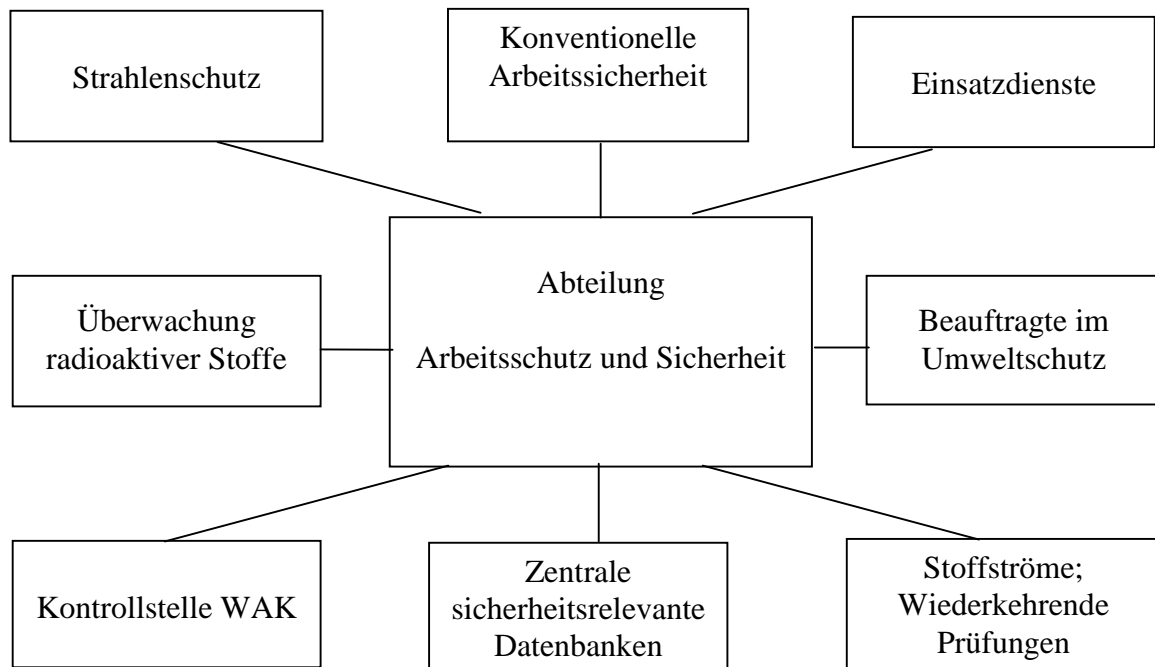 Strahlenschutz
Konventionelle
Arbeitssicherheit
Einsatzdienste
Überwachung
radioaktiver Stoffe
Abteilung
Arbeitsschutz und Sicherheit
Beauftragte im
Umweltschutz
Kontrollstelle WAK
Zentrale
sicherheitsrelevante
Datenbanken
Stoffströme;
Wiederkehrende
Prüfungen